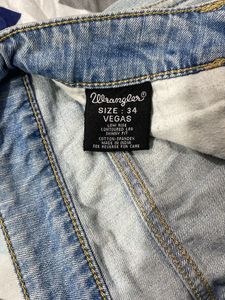 Wrangler®
SIZE : 34
VEGAS
LOW RISE
CONTOURED LEG
SKINNY FIT
COTTON-SPANDEX
MADE IN INDIA
SEE REVERSE FOR CARE